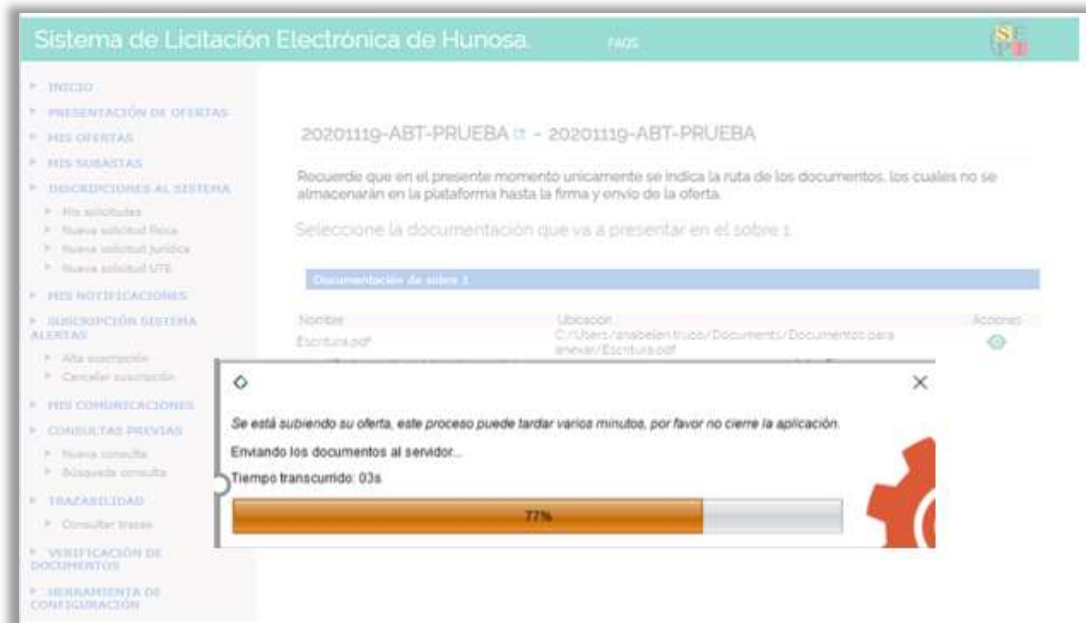 Sistema de Licitación Electrónica de Hunosa.
FAQS
SEPI
INICIO
PRESENTACIÓN DE OFERTAS
MIS OFERTAS
MIS SUBASTAS
INSCRIPCIONES AL SISTEMA
Mis solicitudes
Nueva solicitud física
Nueva solicitud jurídica
Nueva solicitud UTE
MIS NOTIFICACIONES
SUSCRIPCIÓN SISTEMA
ALERTAS
Alta suscripción
Cancelar suscripción
MIS COMUNICACIONES
CONSULTAS PREVIAS
Nueva consulta
Búsqueda consulta
TRAZABILIDAD
Consultar trazas
VERIFICACIÓN DE
DOCUMENTOS
HERRAMIENTA DE
CONFIGURACIÓN
20201119-ABT-PRUEBA - 20201119-ABT-PRUEBA
Recuerde que en el presente momento unicamente se indica la ruta de los documentos, los cuales no se
almacenarán en la plataforma hasta la firma y envío de la oferta.
Seleccione la documentación que va a presentar en el sobre 1
Documentación de sobre 1
Nombre Ubicación Acciones
Escritura.pdf C:/Users/anabelen.trubo/Documents/Documentos para
anexar/Escritura.pdf
Se está subiendo su oferta, este proceso puede tardar varios minutos, por favor no cierre la aplicación.
Enviando los documentos al servidor...
Tiempo transcurrido: 03s
77%